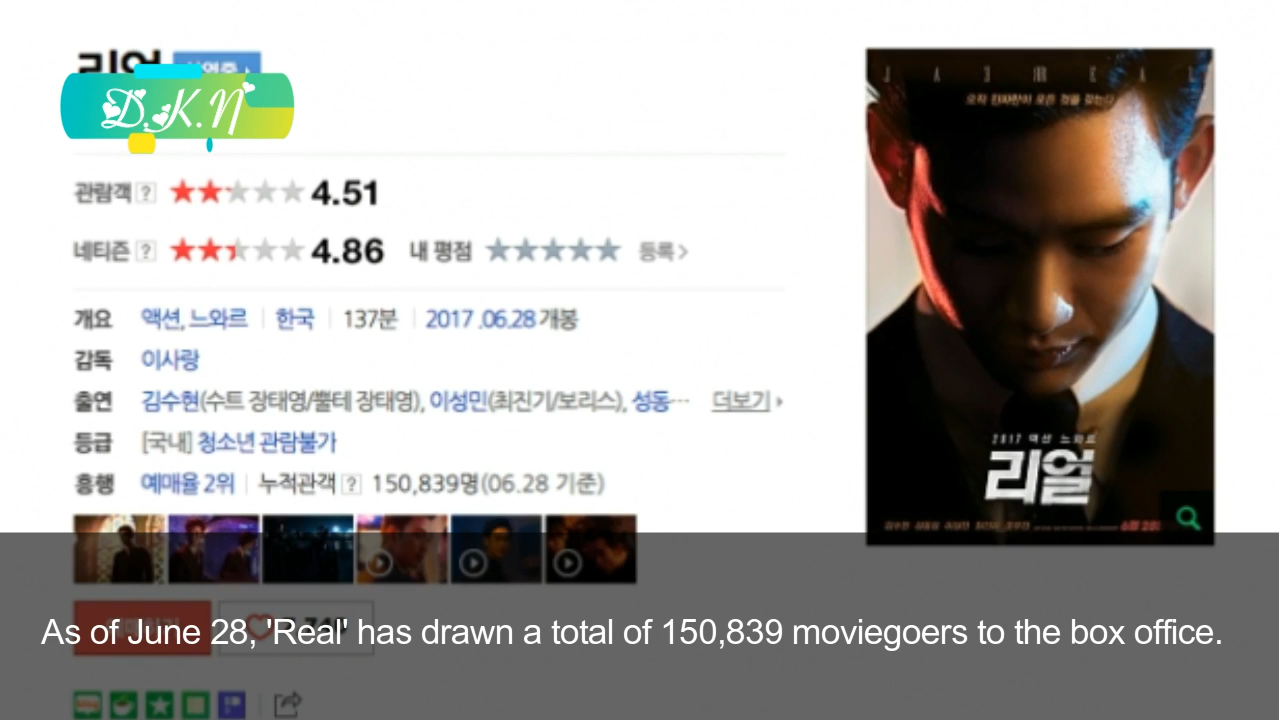 리얼
D.K.N
관람객 ? 4.51
네티즌 ? 4.86 내 평점 등록
개요 액션, 느와르 한국 137분 2017 .06.28 개봉
감독 이사랑
출연 김수현(수트 장태영/뿔테 장태영), 이성민(최진기/보리스), 성동… 더보기
등급 [국내] 청소년 관람불가
흥행 예매율 2위 누적관객 ? 150,839명(06.28 기준)
As of June 28, 'Real' has drawn a total of 150,839 moviegoers to the box office.
2017 액션 느와르
리얼